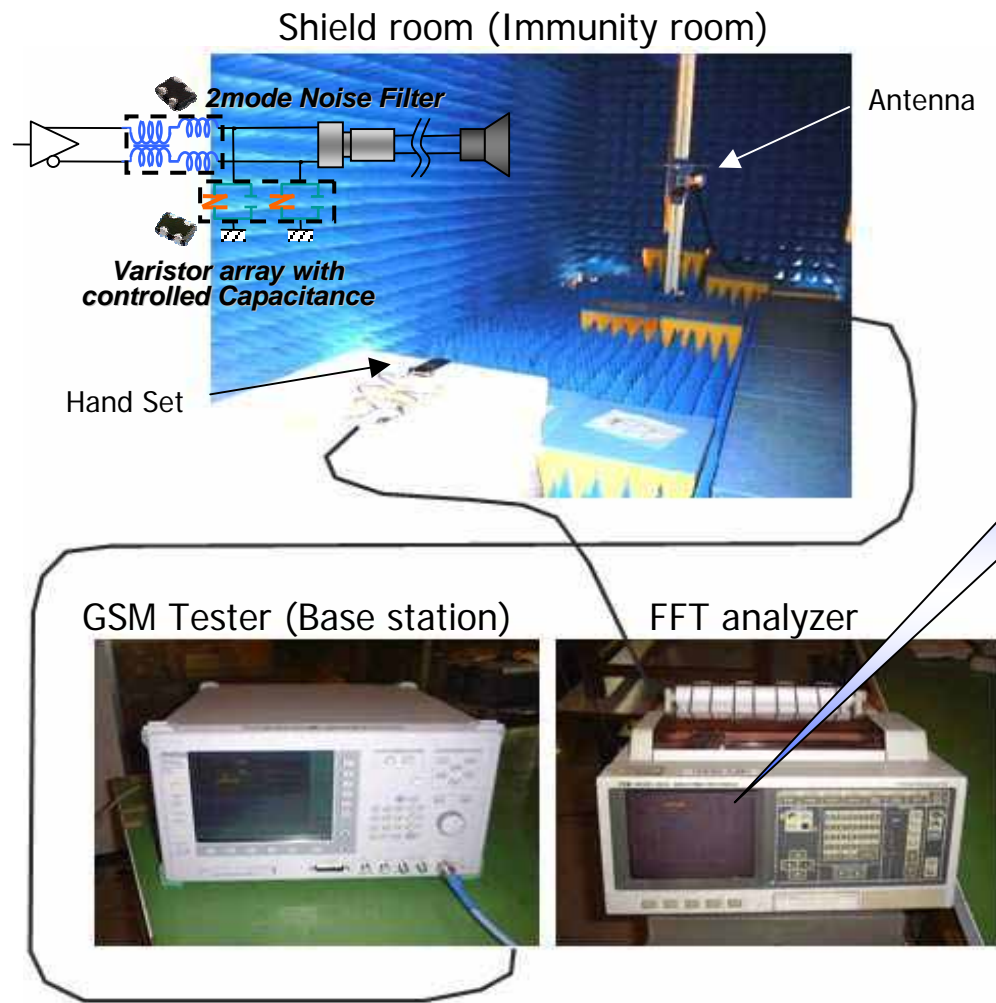 Shield room (Immunity room)
2mode Noise Filter
Antenna
Varistor array with
controlled Capacitance
Hand Set
GSM Tester (Base station)
FFT analyzer